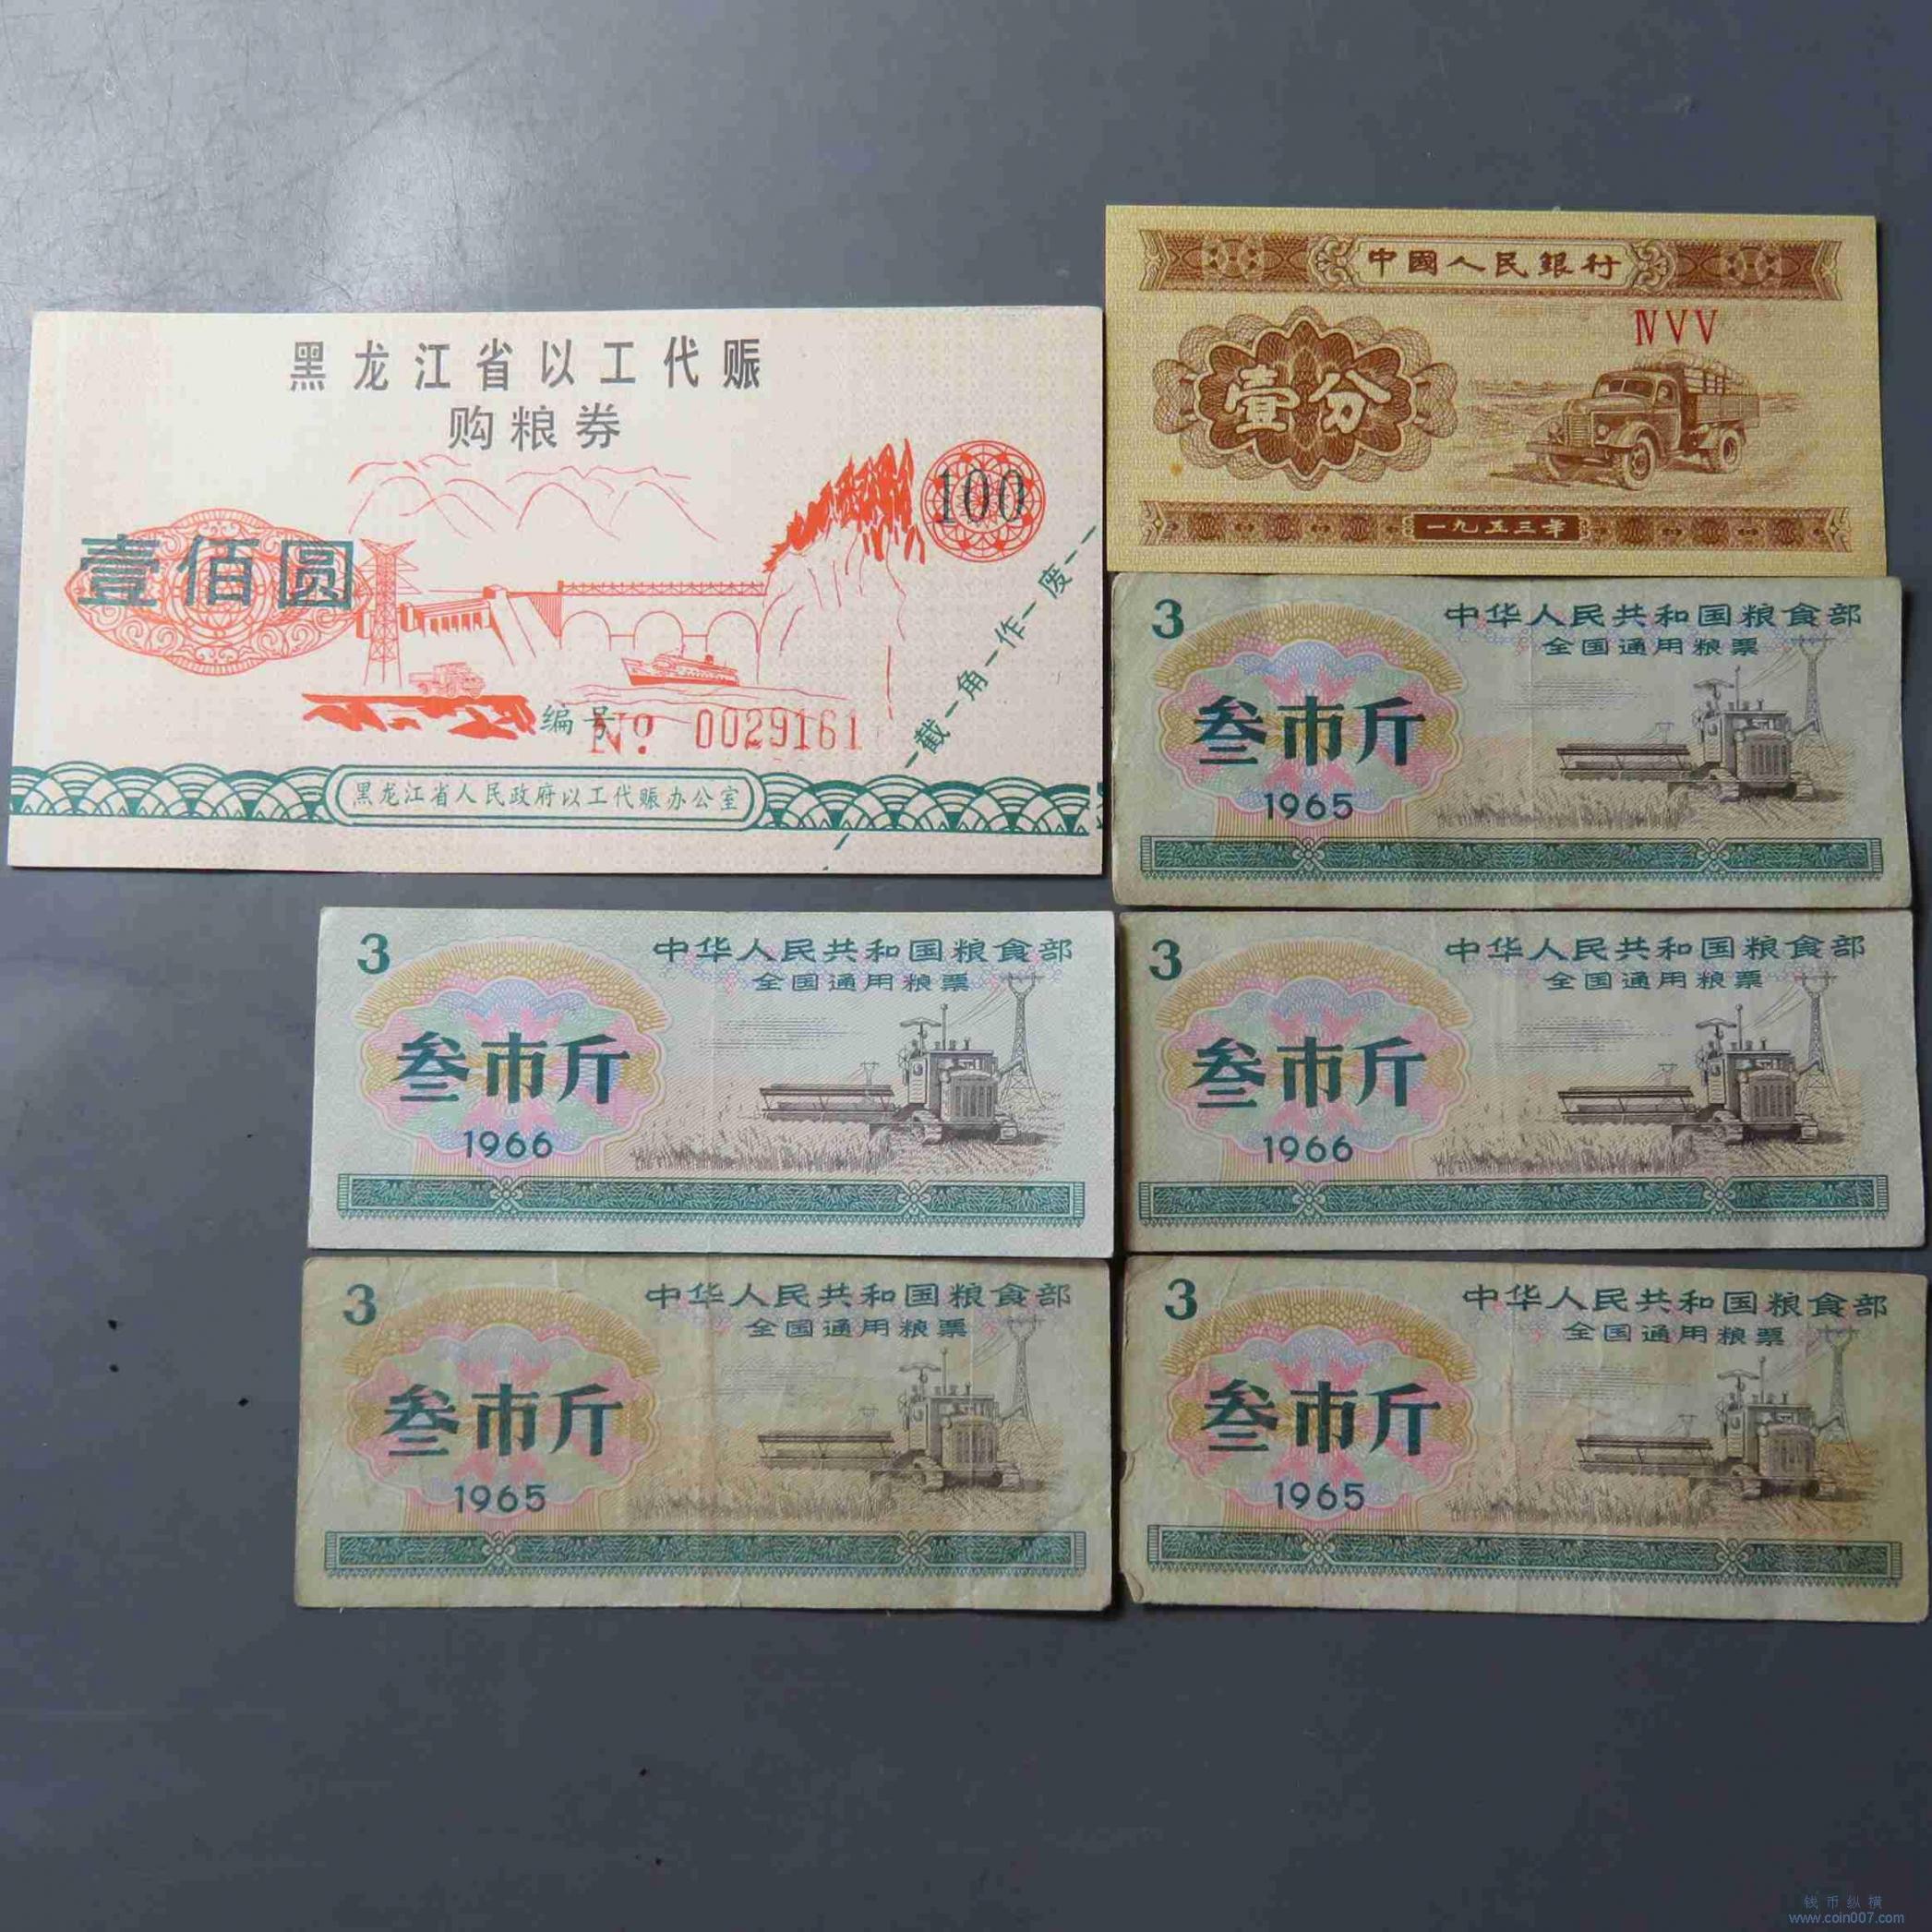 黑龙江省以工代赈
购粮券
100
壹佰圆
截角作废
编号
No. 0029161
黑龙江省人民政府以工代赈办公室
中國人民銀行
ⅣⅤⅤ
壹分
一九五三年
3
中华人民共和国粮食部
全国通用粮票
叁市斤
1965
3
中华人民共和国粮食部
全国通用粮票
叁市斤
1966
3
中华人民共和国粮食部
全国通用粮票
叁市斤
1966
3
中华人民共和国粮食部
全国通用粮票
叁市斤
1965
3
中华人民共和国粮食部
全国通用粮票
叁市斤
1965
钱币纵横
www.coin007.com